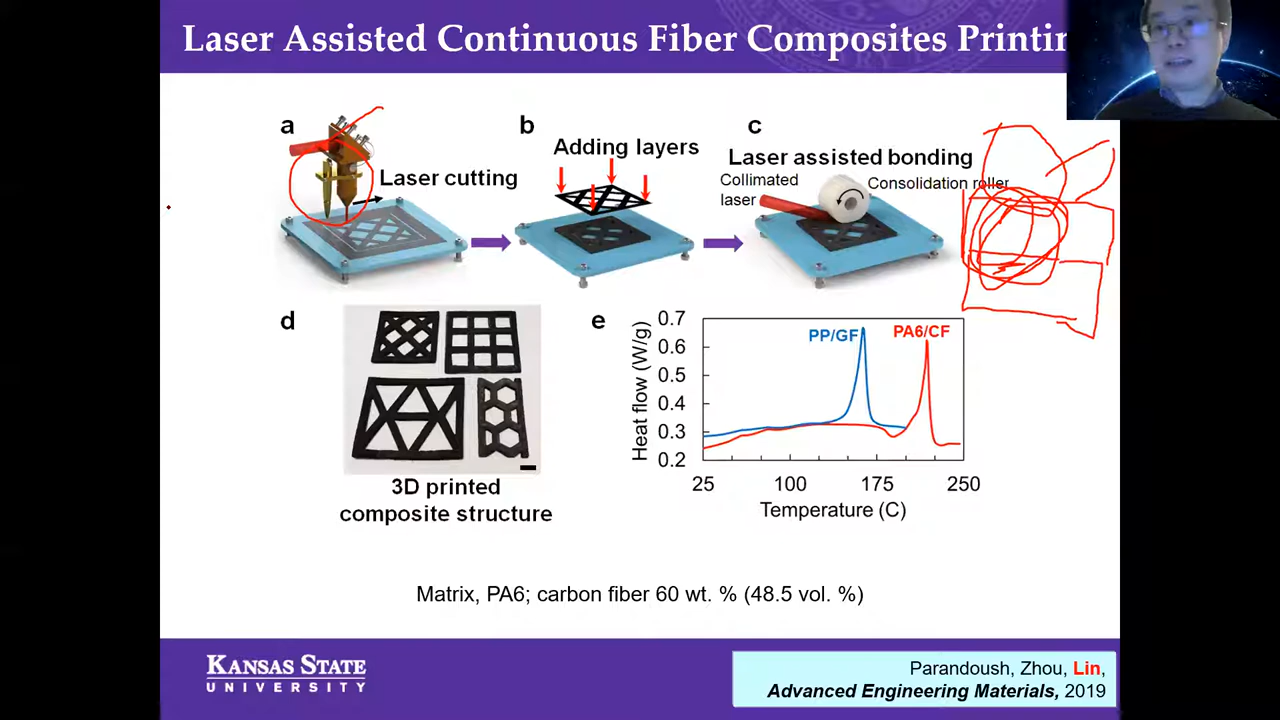 Laser Assisted Continuous Fiber Composites Printin
a
Laser cutting
b
Adding layers
c
Laser assisted bonding
Collimated
laser
Consolidation roller
d
3D printed
composite structure
e
Heat flow (W/g)
0.7
0.6
0.5
0.4
0.3
0.2
PP/GF
PA6/CF
25
100
175
250
Temperature (C)
Matrix, PA6; carbon fiber 60 wt. % (48.5 vol. %)
KANSAS STATE
UNIVERSITY
Parandoush, Zhou, Lin,
Advanced Engineering Materials, 2019